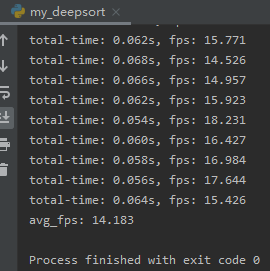 my_deepsort
total-time: 0.062s, fps: 15.771
total-time: 0.068s, fps: 14.526
total-time: 0.066s, fps: 14.957
total-time: 0.062s, fps: 15.923
total-time: 0.054s, fps: 18.231
total-time: 0.060s, fps: 16.427
total-time: 0.058s, fps: 16.984
total-time: 0.056s, fps: 17.644
total-time: 0.064s, fps: 15.426
avg_fps: 14.183
Process finished with exit code 0